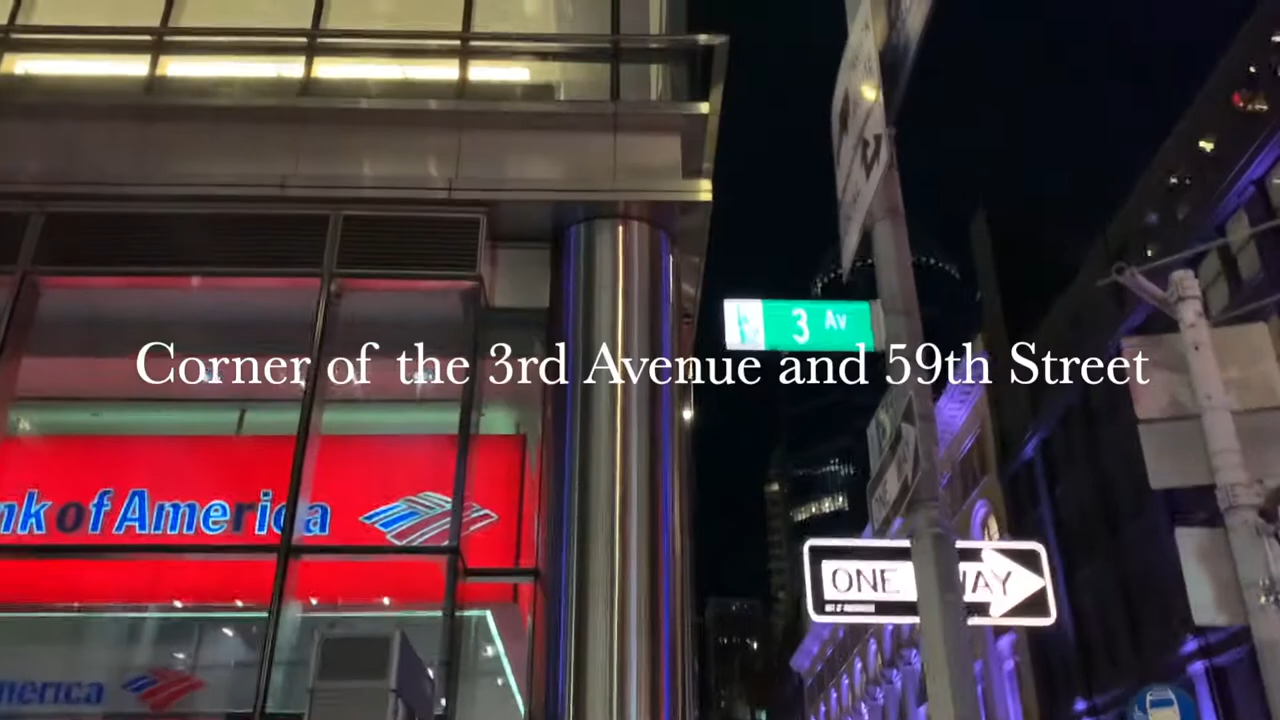 3 Av
Corner of the 3rd Avenue and 59th Street
nk of America
ONE WAY
merica